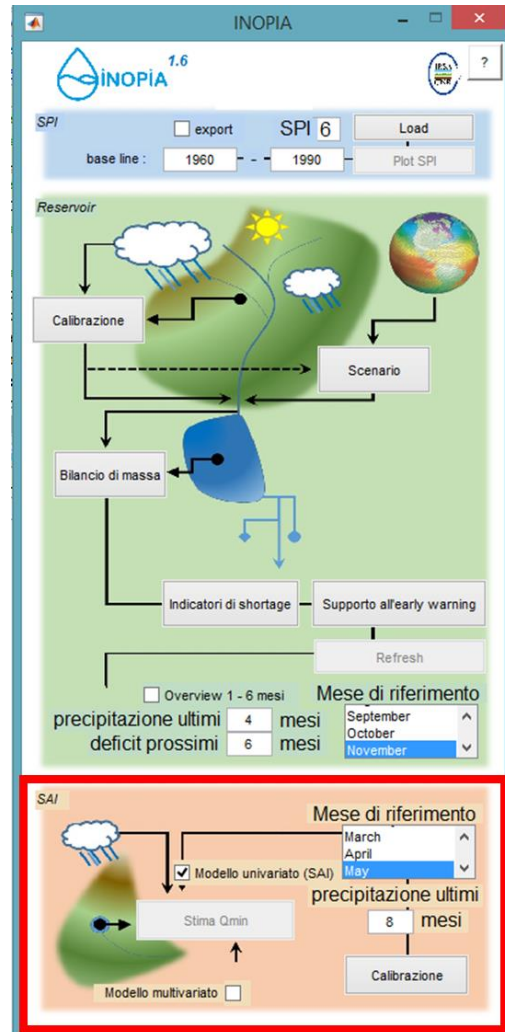 INOPIA
INOPIA 1.6
IRSA
CNR
?
SPI
export SPI 6 Load
base line : 1960 - - 1990 Plot SPI
Reservoir
Calibrazione
Scenario
Bilancio di massa
Indicatori di shortage Supporto all'early warning
Refresh
Overview 1 - 6 mesi Mese di riferimento
precipitazione ultimi 4 mesi
deficit prossimi 6 mesi
September
October
November
SAI
Mese di riferimento
March
April
May
Modello univariato (SAI)
precipitazione ultimi
8 mesi
Stima Qmin
Calibrazione
Modello multivariato